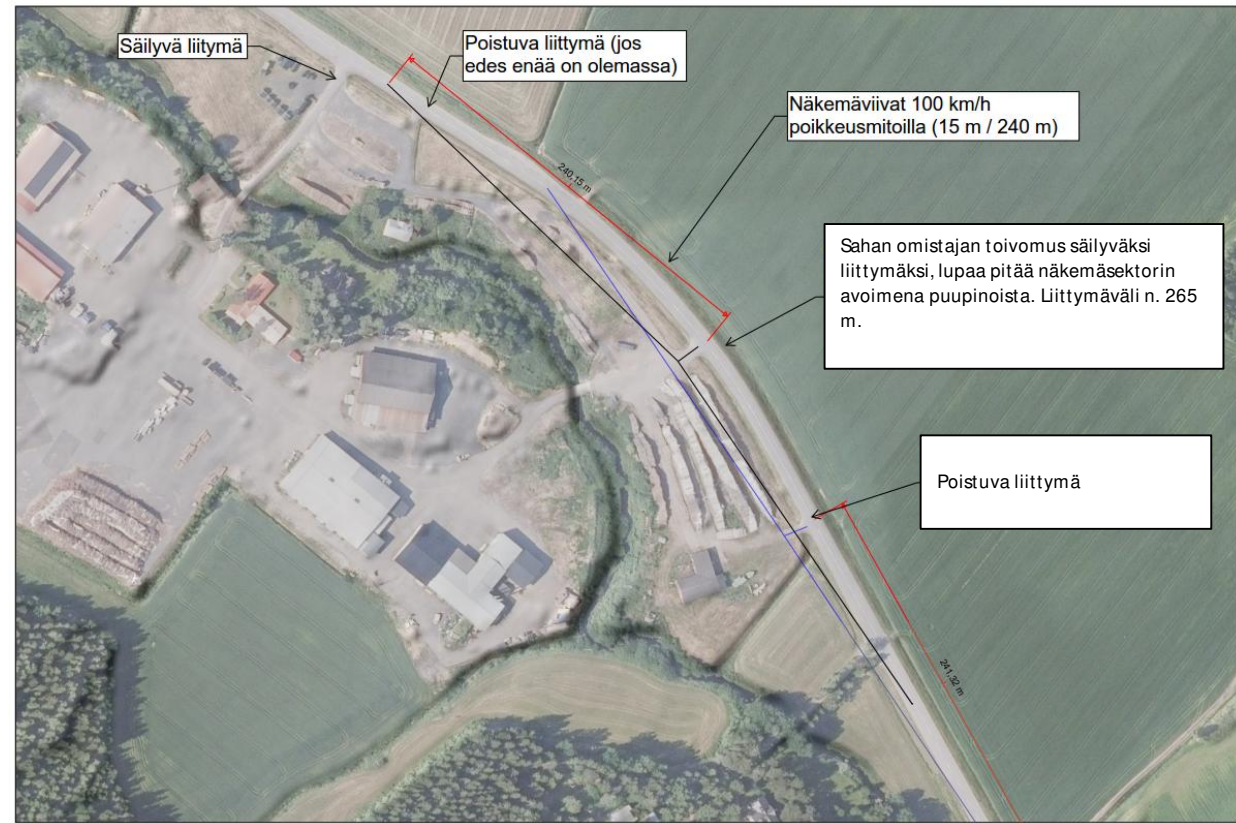 Säilyvä liitymä
Poistuva liittymä (jos
edes enää on olemassa)
Näkemäviivat 100 km/h
poikkeusmitoilla (15 m / 240 m)
240,15 m
Sahan omistajan toivomus säilyväksi
liittymäksi, lupaa pitää näkemäsektorin
avoimena puupinoista. Liittymäväli n. 265
m.
Poistuva liittymä
241,32 m